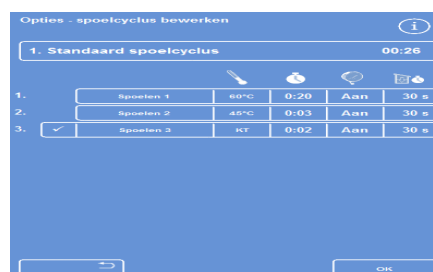 Opties - spoelcyclus bewerken
1. Standaard spoelcyclus 00:26
1. Spoelen 1 60°C 0:20 Aan 30 s
2. Spoelen 2 45°C 0:03 Aan 30 s
3. Spoelen 3 KT 0:02 Aan 30 s
OK